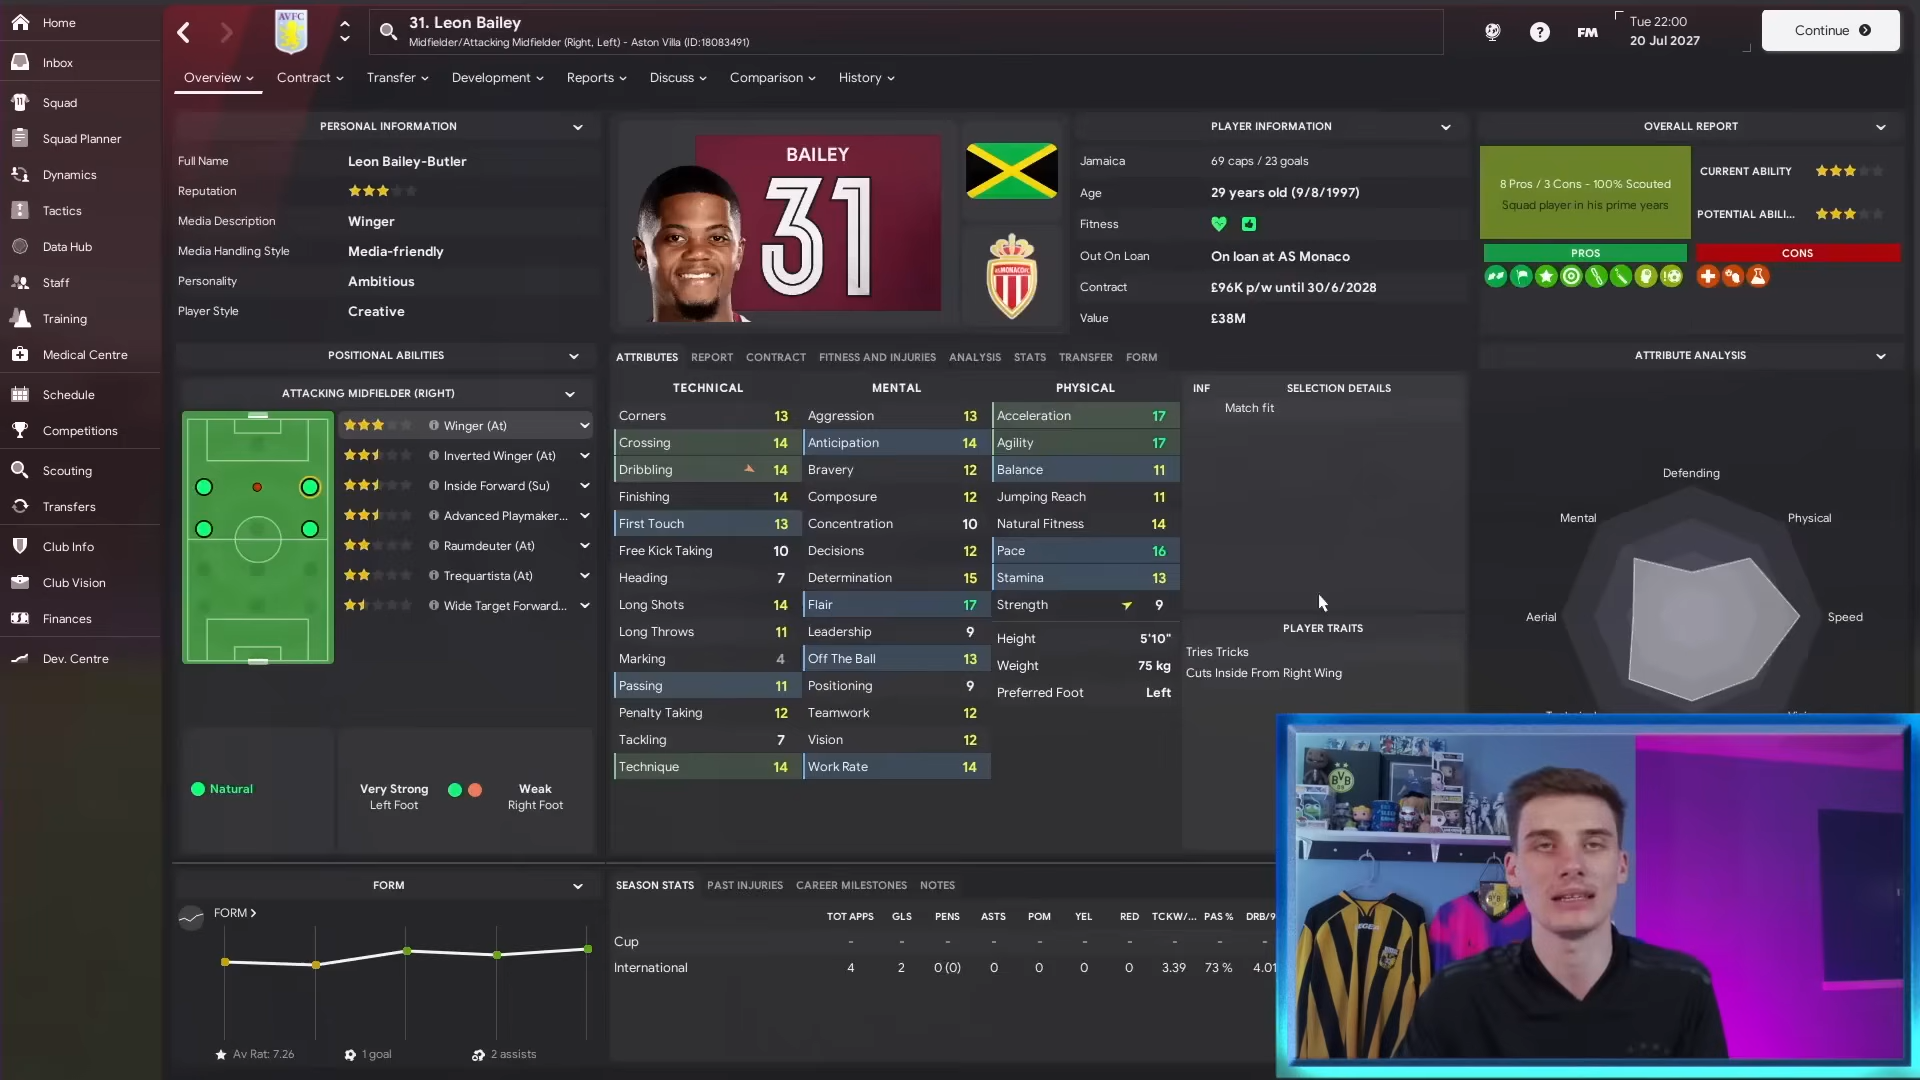 Home
Inbox
Squad
Squad Planner
Dynamics
Tactics
Data Hub
Staff
Training
Medical Centre
Schedule
Competitions
Scouting
Transfers
Club Info
Club Vision
Finances
Dev. Centre
AVFC
31. Leon Bailey
Midfielder/Attacking Midfielder (Right, Left) - Aston Villa (ID:18083491)
? FM
Tue 22:00
20 Jul 2027
Continue
Overview Contract Transfer Development Reports Discuss Comparison History
PERSONAL INFORMATION
Full Name Leon Bailey-Butler
Reputation
Media Description Winger
Media Handling Style Media-friendly
Personality Ambitious
Player Style Creative
BAILEY
31
AS MONACO FC
PLAYER INFORMATION
Jamaica 69 caps / 23 goals
Age 29 years old (9/8/1997)
Fitness
Out On Loan On loan at AS Monaco
Contract £96K p/w until 30/6/2028
Value £38M
OVERALL REPORT
8 Pros / 3 Cons - 100% Scouted
Squad player in his prime years
CURRENT ABILITY
POTENTIAL ABILI...
PROS CONS
POSITIONAL ABILITIES
ATTACKING MIDFIELDER (RIGHT)
Winger (At)
Inverted Winger (At)
Inside Forward (Su)
Advanced Playmaker...
Raumdeuter (At)
Trequartista (At)
Wide Target Forward...
Natural
Very Strong
Left Foot
Weak
Right Foot
ATTRIBUTES REPORT CONTRACT FITNESS AND INJURIES ANALYSIS STATS TRANSFER FORM
TECHNICAL MENTAL PHYSICAL
Corners 13 Aggression 13 Acceleration 17
Crossing 14 Anticipation 14 Agility 17
Dribbling 14 Bravery 12 Balance 11
Finishing 14 Composure 12 Jumping Reach 11
First Touch 13 Concentration 10 Natural Fitness 14
Free Kick Taking 10 Decisions 12 Pace 16
Heading 7 Determination 15 Stamina 13
Long Shots 14 Flair 17 Strength 9
Long Throws 11 Leadership 9 Height 5'10"
Marking 4 Off The Ball 13 Weight 75 kg
Passing 11 Positioning 9 Preferred Foot Left
Penalty Taking 12 Teamwork 12
Tackling 7 Vision 12
Technique 14 Work Rate 14
INF SELECTION DETAILS
Match fit
PLAYER TRAITS
Tries Tricks
Cuts Inside From Right Wing
ATTRIBUTE ANALYSIS
Defending
Mental Physical
Aerial Speed
FORM
FORM
Av Rat: 7.26 1 goal 2 assists
SEASON STATS PAST INJURIES CAREER MILESTONES NOTES
TOT APPS GLS PENS ASTS POM YEL RED TCKW/... PAS % DRB/9
Cup - - - - - - - - - -
International 4 2 0 (0) 0 0 0 0 3.39 73 % 4.01
BVB
09